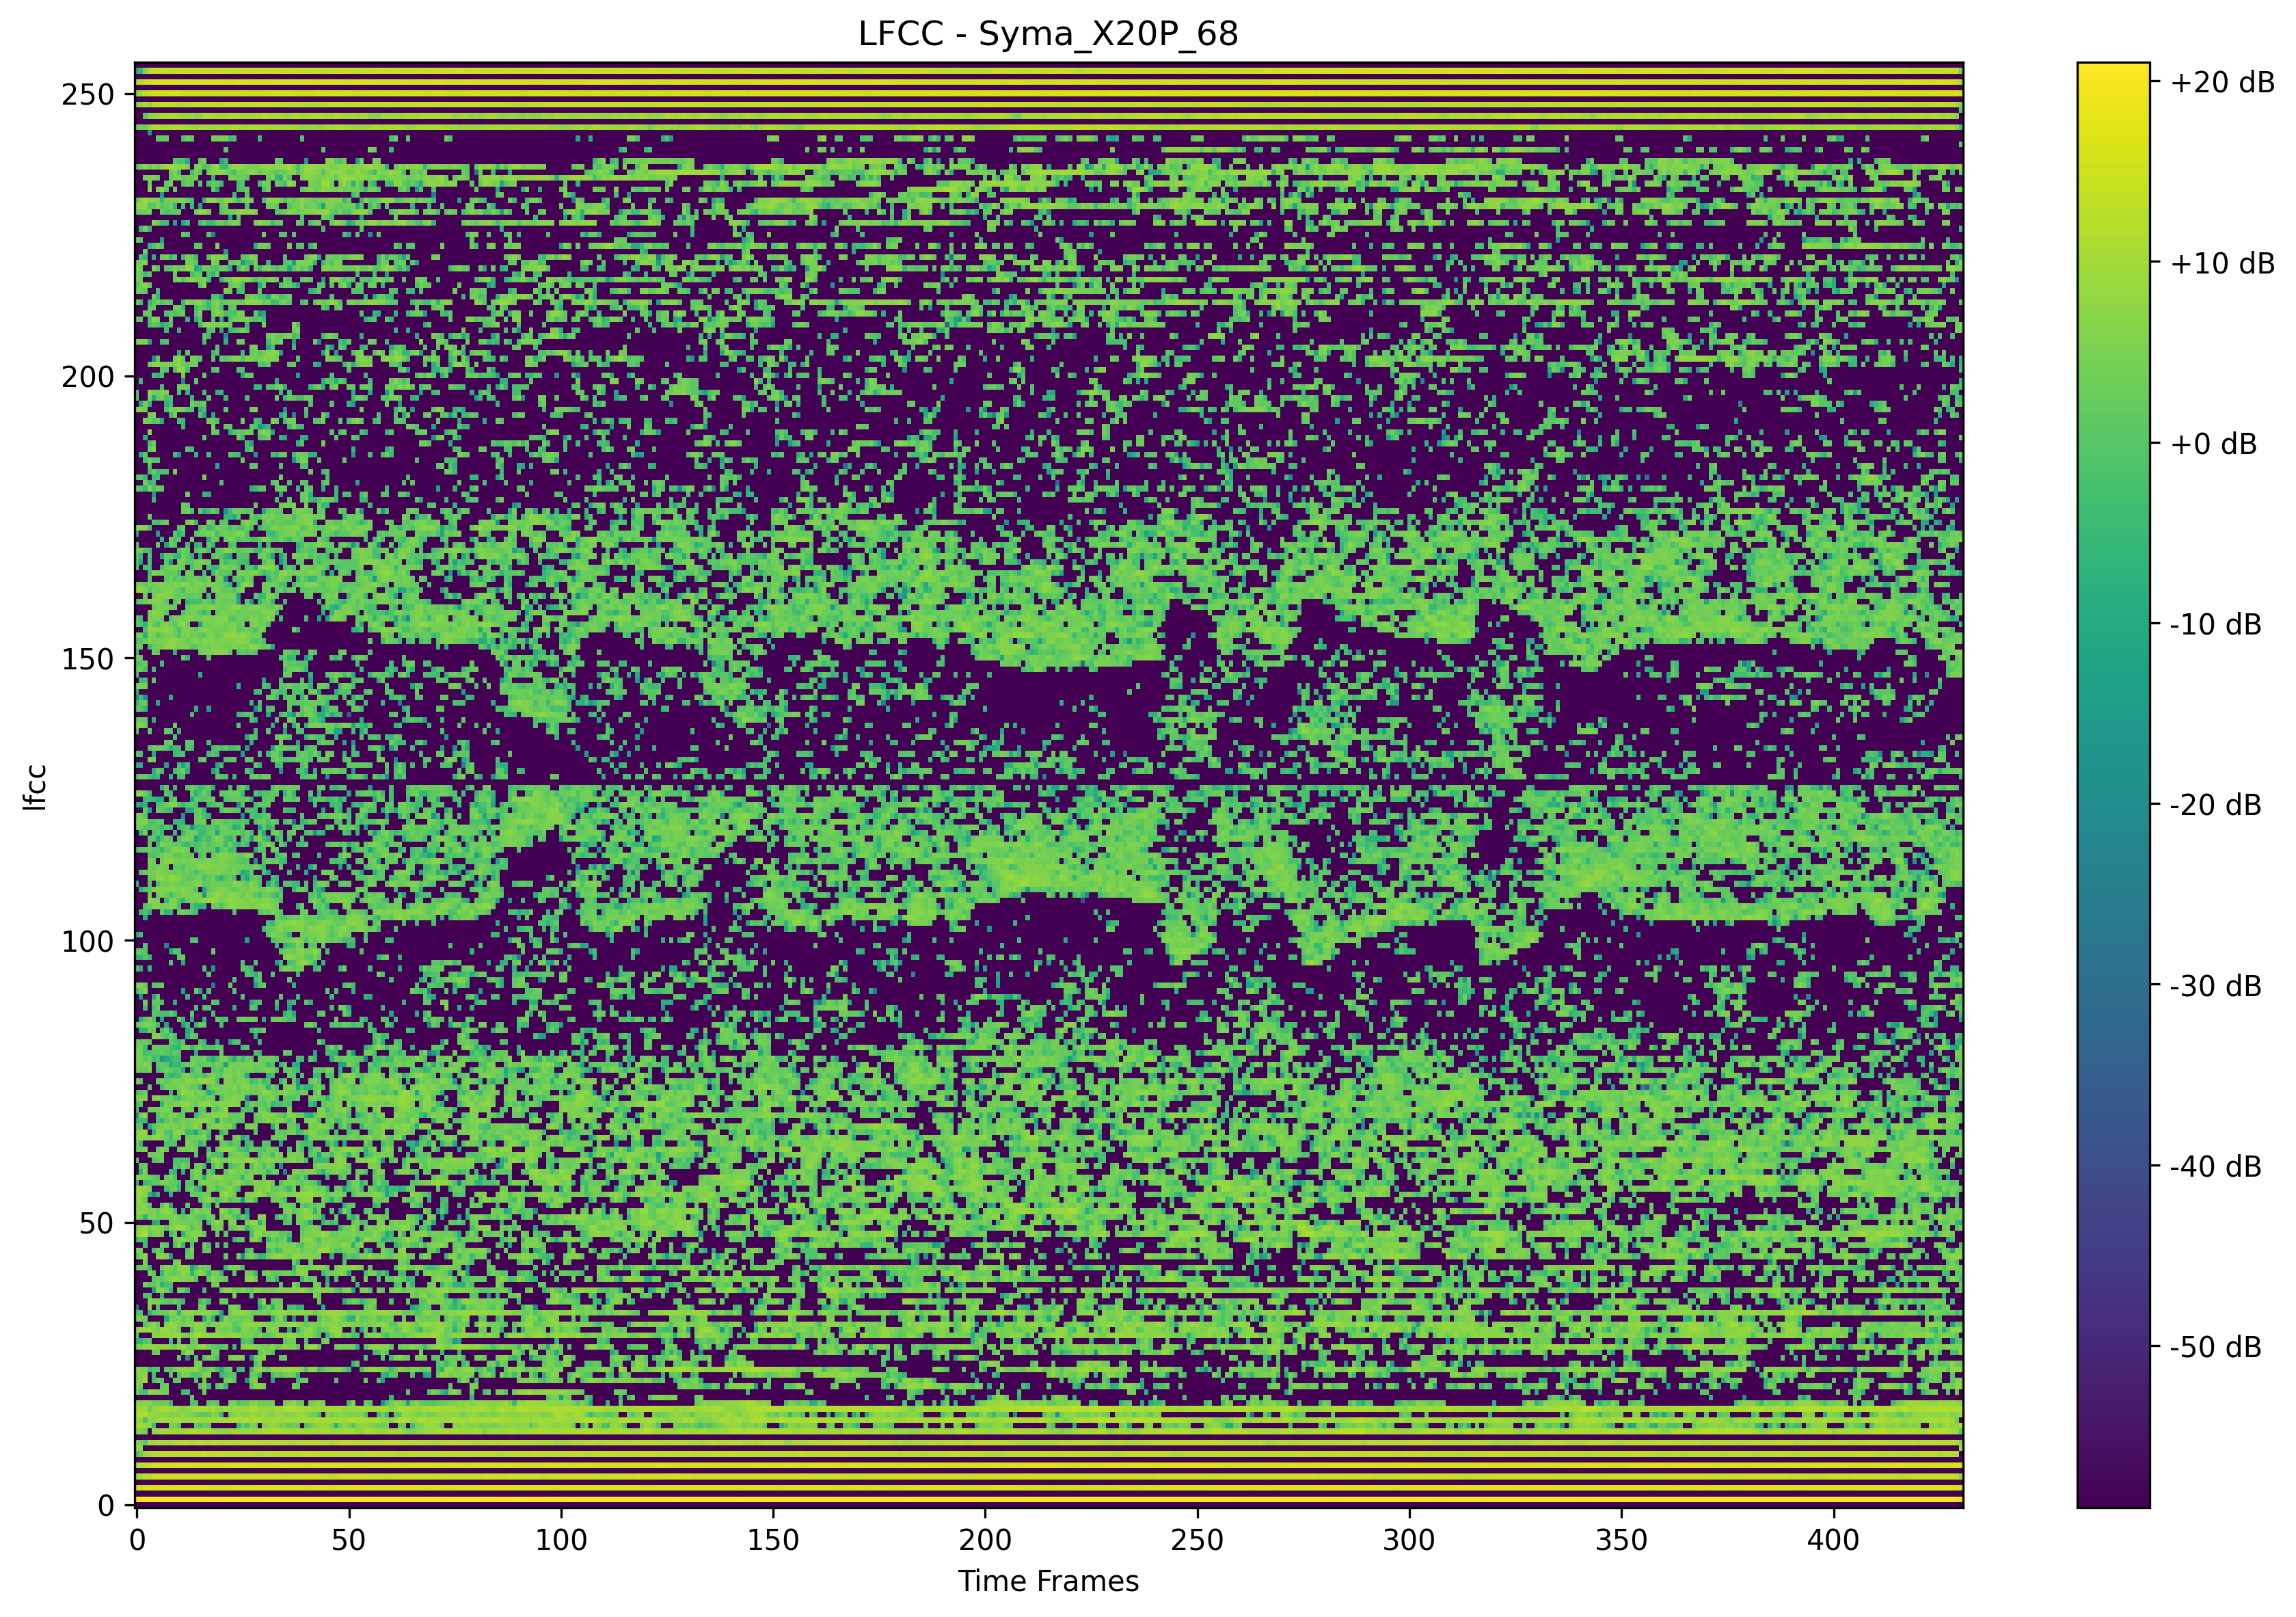 LFCC - Syma_X20P_68
250
200
150
100
50
0
lfcc
0 50 100 150 200 250 300 350 400
Time Frames
+20 dB
+10 dB
+0 dB
-10 dB
-20 dB
-30 dB
-40 dB
-50 dB